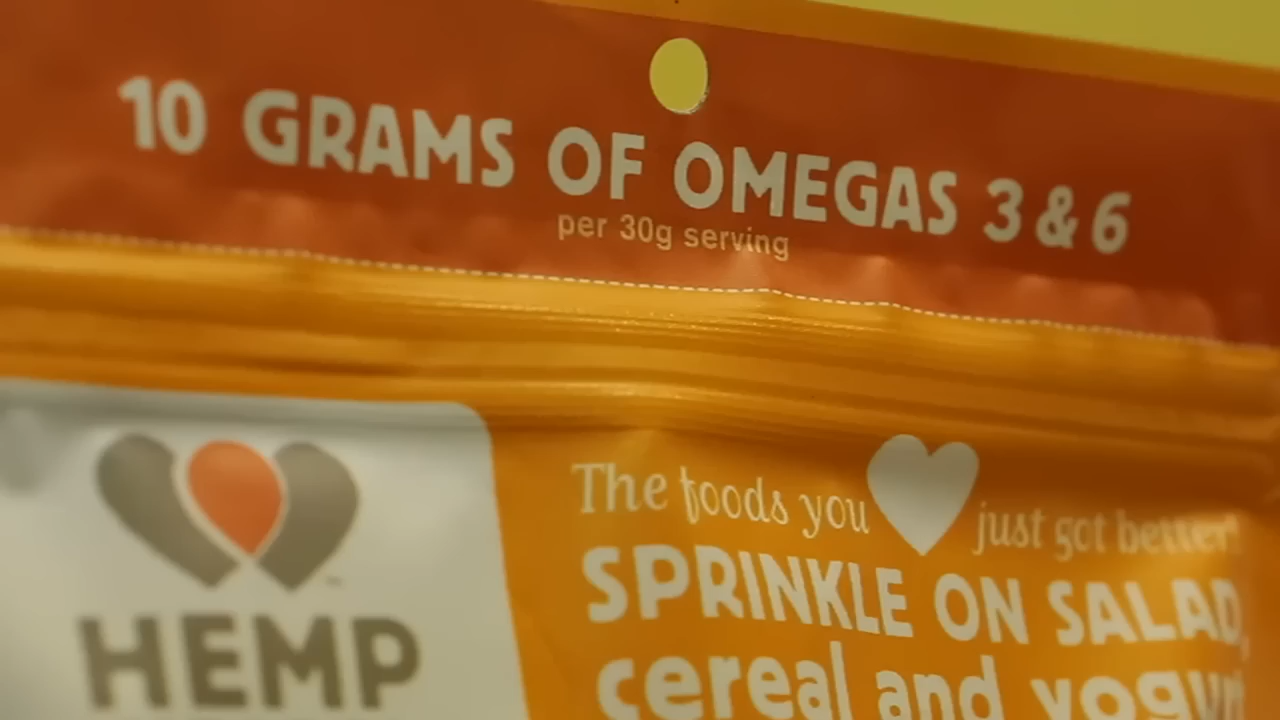 10 GRAMS OF OMEGAS 3 & 6
per 30g serving
The foods you just got better!
SPRINKLE ON SALAD,
cereal and yogurt
HEMP